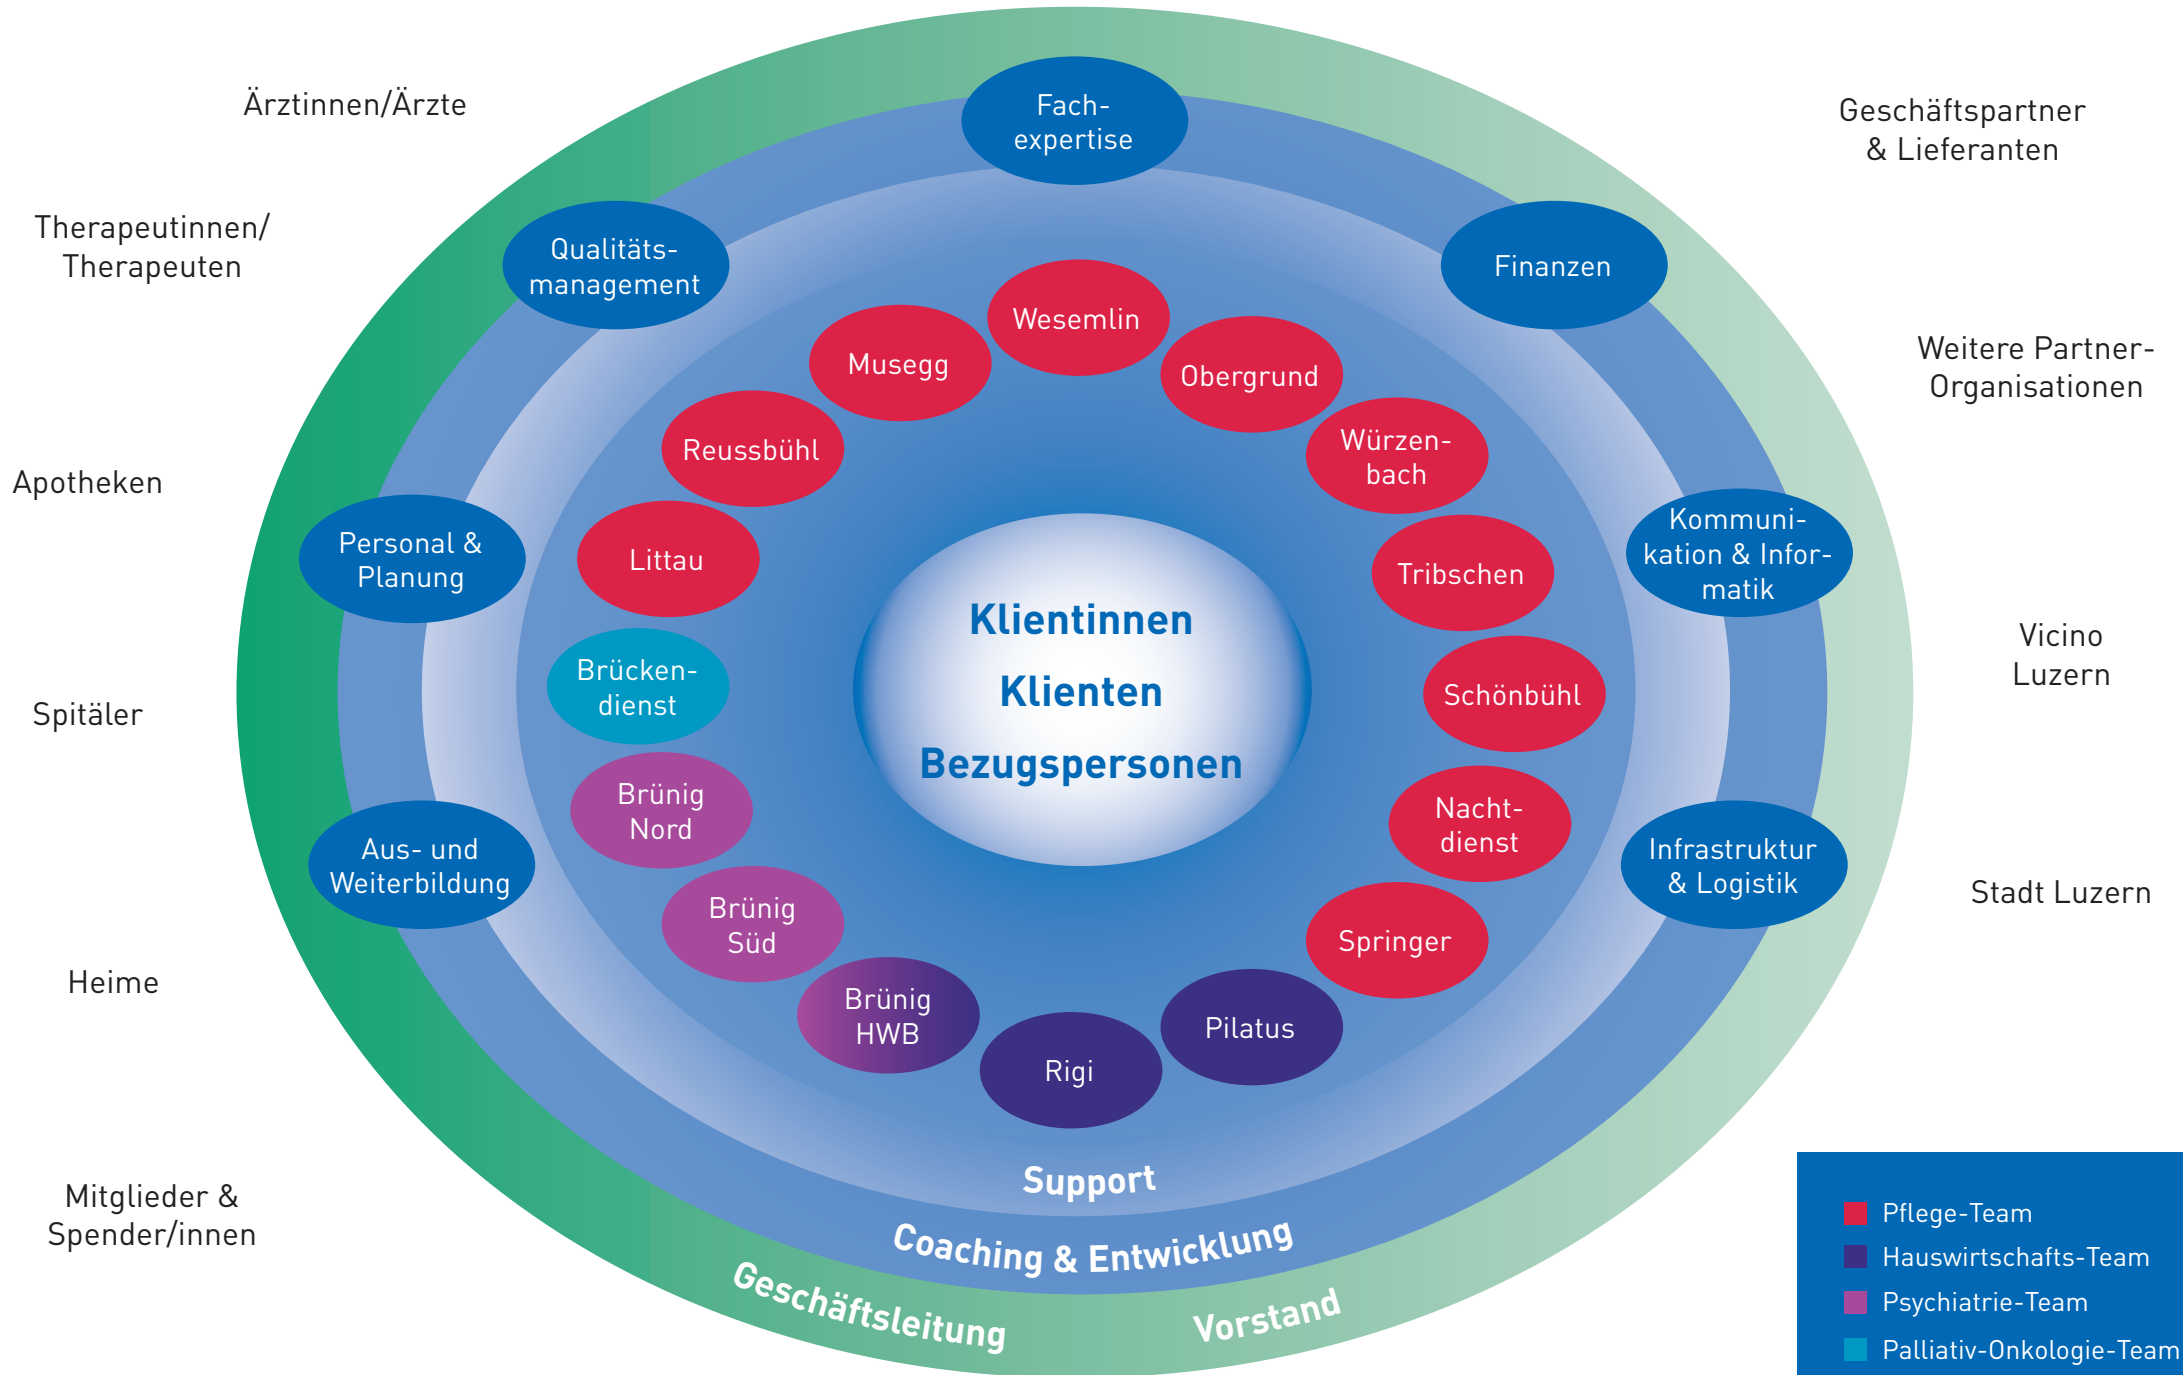 Ärztinnen/Ärzte
Therapeutinnen/
Therapeuten
Apotheken
Spitäler
Heime
Mitglieder &
Spender/innen
Fach-
expertise
Qualitäts-
management
Finanzen
Personal &
Planung
Kommuni-
kation & Infor-
matik
Aus- und
Weiterbildung
Infrastruktur
& Logistik
Wesemlin
Musegg
Obergrund
Reussbühl
Würzen-
bach
Littau
Tribschen
Brücken-
dienst
Schönbühl
Brünig
Nord
Nacht-
dienst
Brünig
Süd
Springer
Brünig
HWB
Pilatus
Rigi
Klientinnen
Klienten
Bezugspersonen
Support
Coaching & Entwicklung
Geschäftsleitung
Vorstand
Geschäftspartner
& Lieferanten
Weitere Partner-
Organisationen
Vicino
Luzern
Stadt Luzern
Pflege-Team
Hauswirtschafts-Team
Psychiatrie-Team
Palliativ-Onkologie-Team